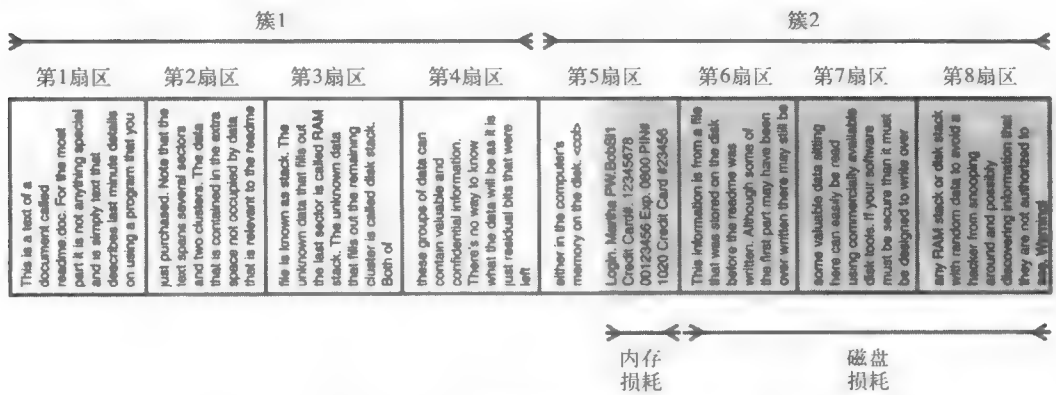 簇1
簇2
第1扇区
第2扇区
第3扇区
第4扇区
第5扇区
第6扇区
第7扇区
第8扇区
This is a text of a
document called
readme.doc. For the most
part it is not anything special
and is simply text that
describes last minute details
on using a program that you
just purchased. Note that the
text spans several sectors
and two clusters. The data
that is contained in the extra
space not occupied by data
that is relevant to the readme
file is known as stack. The
unknown data that fills out
the last sector is called RAM
stack. The unknown data
that fills out the remaining
cluster is called disk stack.
Both of
these groups of data can
contain valuable and
confidential information.
There's no way to know
what the data will be as it is
just residual bits that were
left
either in the computer's
memory or the disk. <eot>
Login. Martha PW.Bobs81
Credit Card#. 12345678
00123456 Exp. 0800 PIN#
1020 Credit Card #23456
This information is from a file
that was stored on the disk
before the readme was
written. Although some of
the first part may have been
over written there may still be
some valuable data sitting
here can easily be read
using commercially available
disk tools. If your software
must be secure than it must
be designed to write over
any RAM stack or disk stack
with random data to avoid a
hacker from snooping
around and possibly
discovering information that
they are not authorized to
see.
内存
损耗
磁盘
损耗